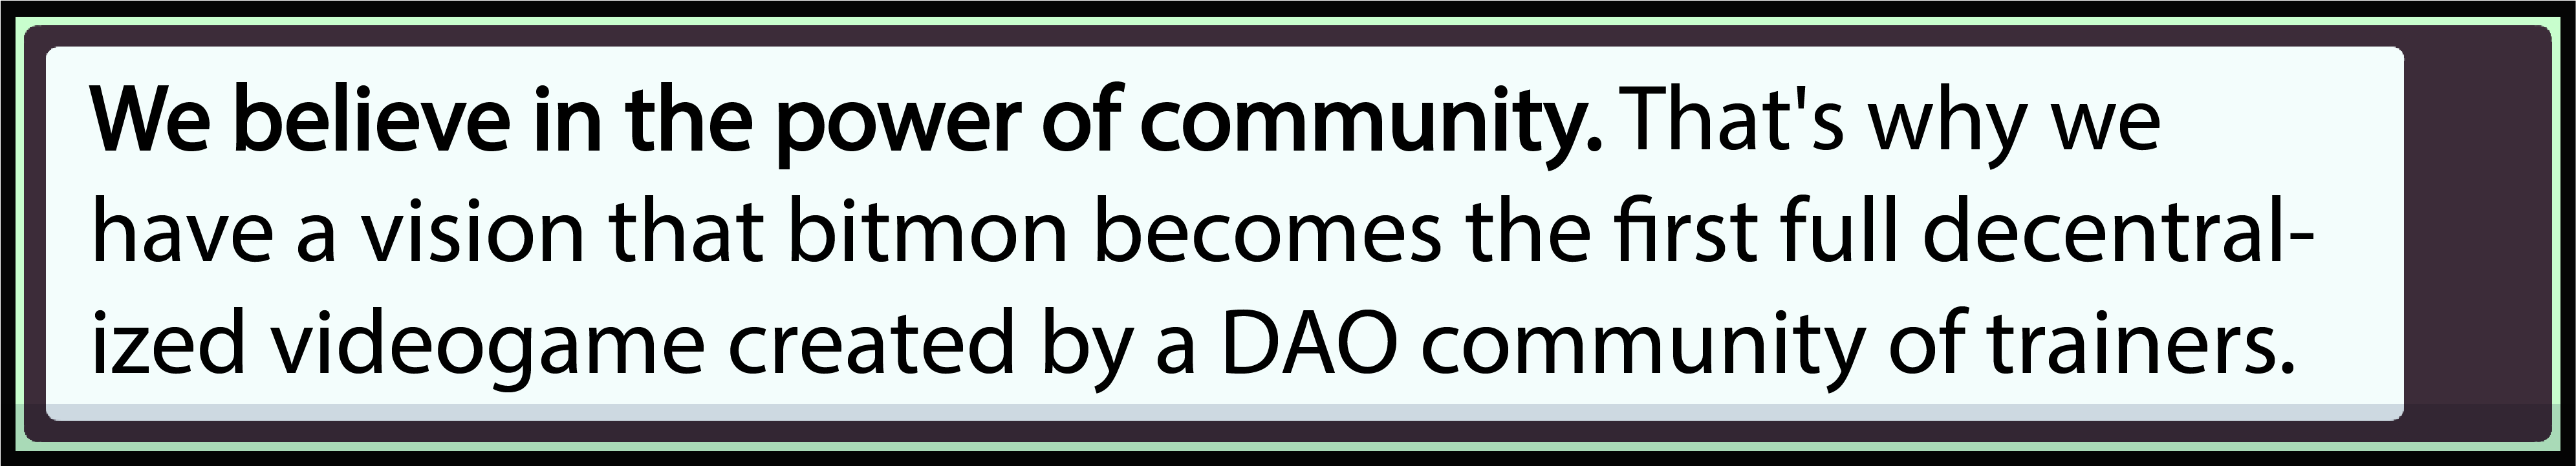 We believe in the power of community. That's why we
have a vision that bitmon becomes the first full decentral-
ized videogame created by a DAO community of trainers.